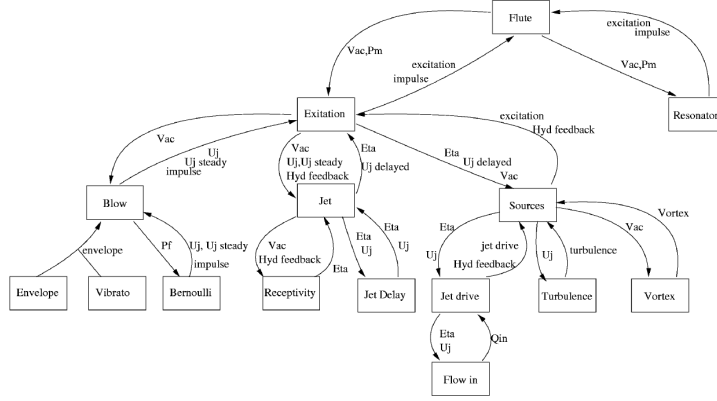 Flute
excitation
impulse
Vac,Pm
excitation
impulse
Vac,Pm
Exitation
Resonator
excitation
Hyd feedback
Vac
Uj
Uj steady
impulse
Vac
Uj,Uj steady
Hyd feedback
Eta
Uj delayed
Eta
Uj delayed
Vac
Blow
Jet
Sources
envelope
Pf
Uj, Uj steady
impulse
Vac
Hyd feedback
Eta
Eta
Uj
Eta
Uj
Eta
Uj
jet drive
Hyd feedback
Uj
turbulence
Vac
Vortex
Envelope
Vibrato
Bernoulli
Receptivity
Jet Delay
Jet drive
Turbulence
Vortex
Eta
Uj
Qin
Flow in